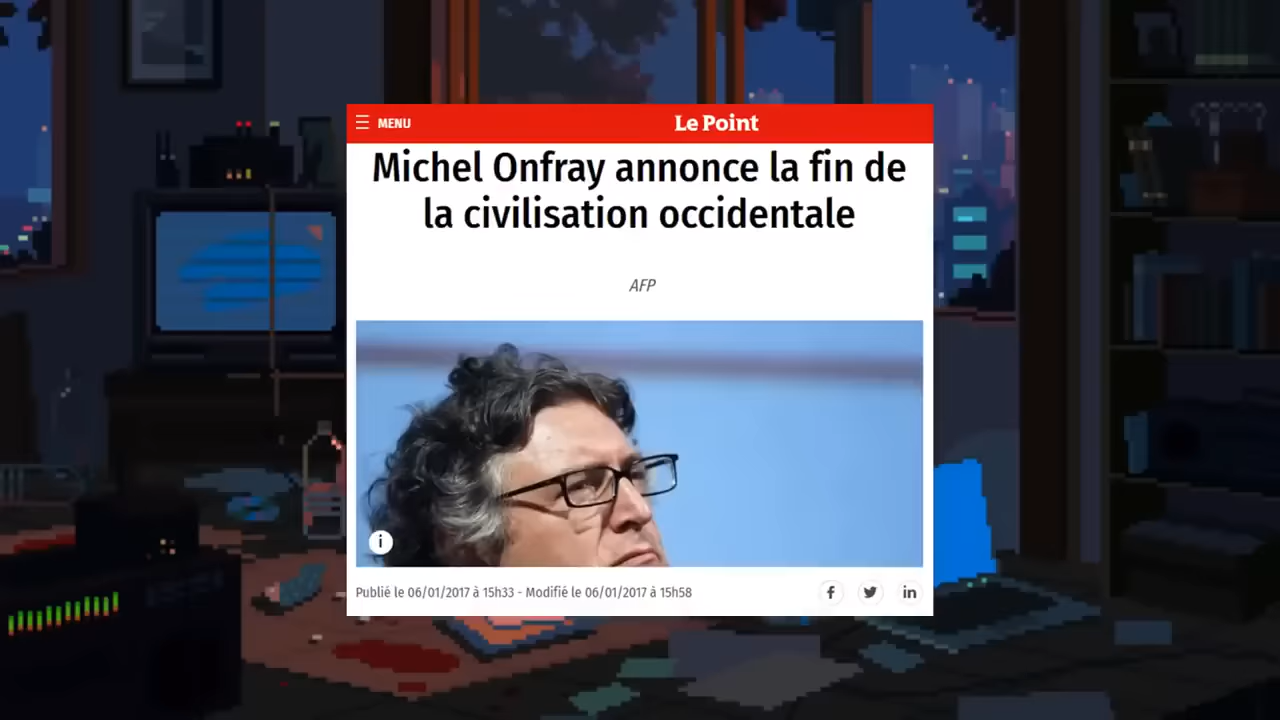 MENU
Le Point
Michel Onfray annonce la fin de
la civilisation occidentale
AFP
i
Publié le 06/01/2017 à 15h33 - Modifié le 06/01/2017 à 15h58
f
in